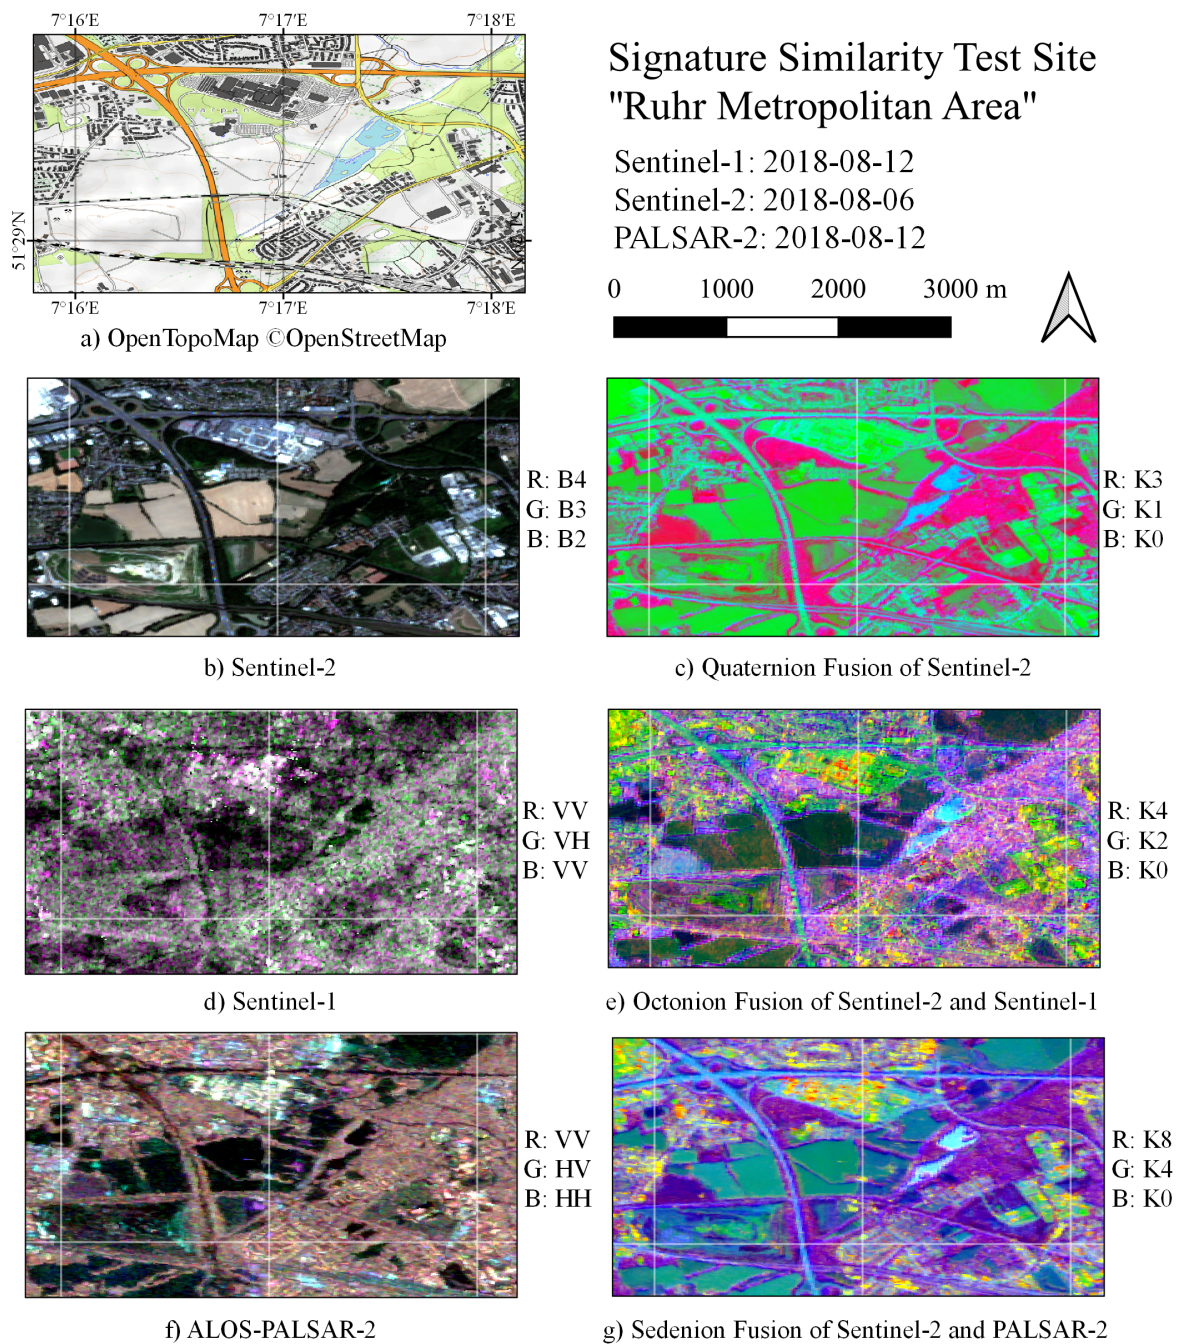 7°16′E 7°17′E 7°18′E
Signature Similarity Test Site
"Ruhr Metropolitan Area"
Sentinel-1: 2018-08-12
Sentinel-2: 2018-08-06
PALSAR-2: 2018-08-12
51°29′N
0 1000 2000 3000 m
7°16′E 7°17′E 7°18′E
a) OpenTopoMap ©OpenStreetMap
R: B4
G: B3
B: B2
b) Sentinel-2
R: K3
G: K1
B: K0
c) Quaternion Fusion of Sentinel-2
R: VV
G: VH
B: VV
d) Sentinel-1
R: K4
G: K2
B: K0
e) Octonion Fusion of Sentinel-2 and Sentinel-1
R: VV
G: HV
B: HH
f) ALOS-PALSAR-2
R: K8
G: K4
B: K0
g) Sedenion Fusion of Sentinel-2 and PALSAR-2